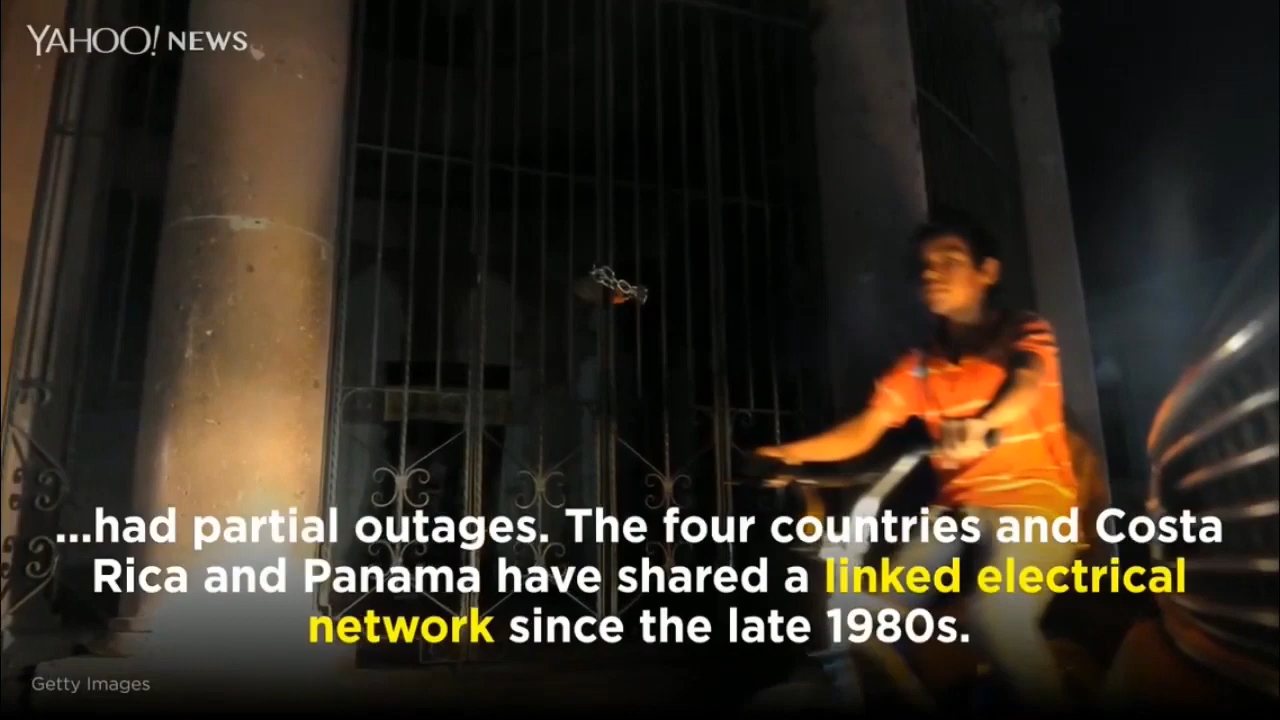 YAHOO! NEWS
...had partial outages. The four countries and Costa
Rica and Panama have shared a linked electrical
network since the late 1980s.
Getty Images